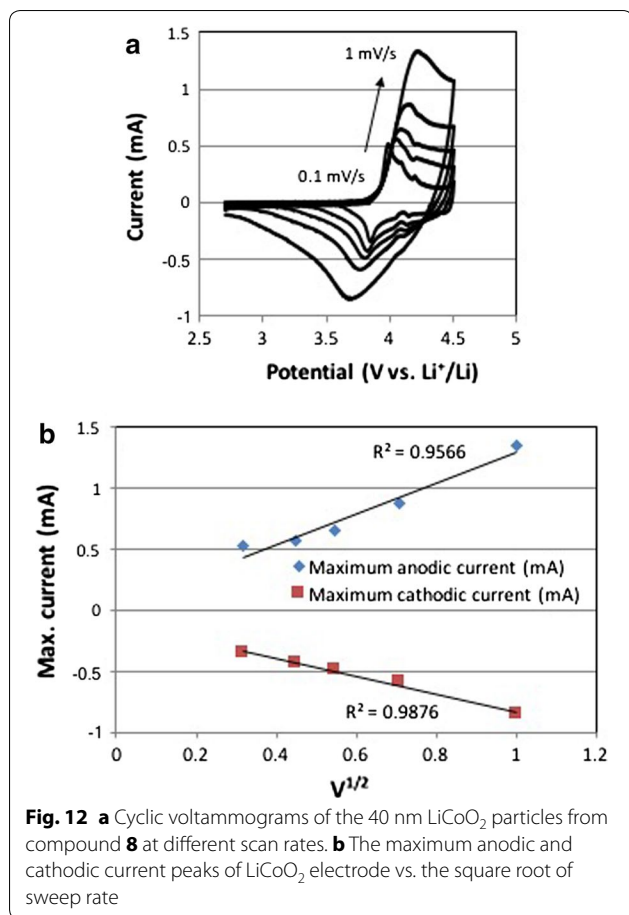 a
1.5
1
0.5
0
-0.5
-1
1 mV/s
0.1 mV/s
Current (mA)
2.5 3 3.5 4 4.5 5
Potential (V vs. Li⁺/Li)
b
1.5
1
0.5
0
-0.5
-1
R² = 0.9566
Maximum anodic current (mA)
Maximum cathodic current (mA)
R² = 0.9876
Max. current (mA)
0 0.2 0.4 0.6 0.8 1 1.2
V^1/2
Fig. 12 a Cyclic voltammograms of the 40 nm LiCoO₂ particles from
compound 8 at different scan rates. b The maximum anodic and
cathodic current peaks of LiCoO₂ electrode vs. the square root of
sweep rate